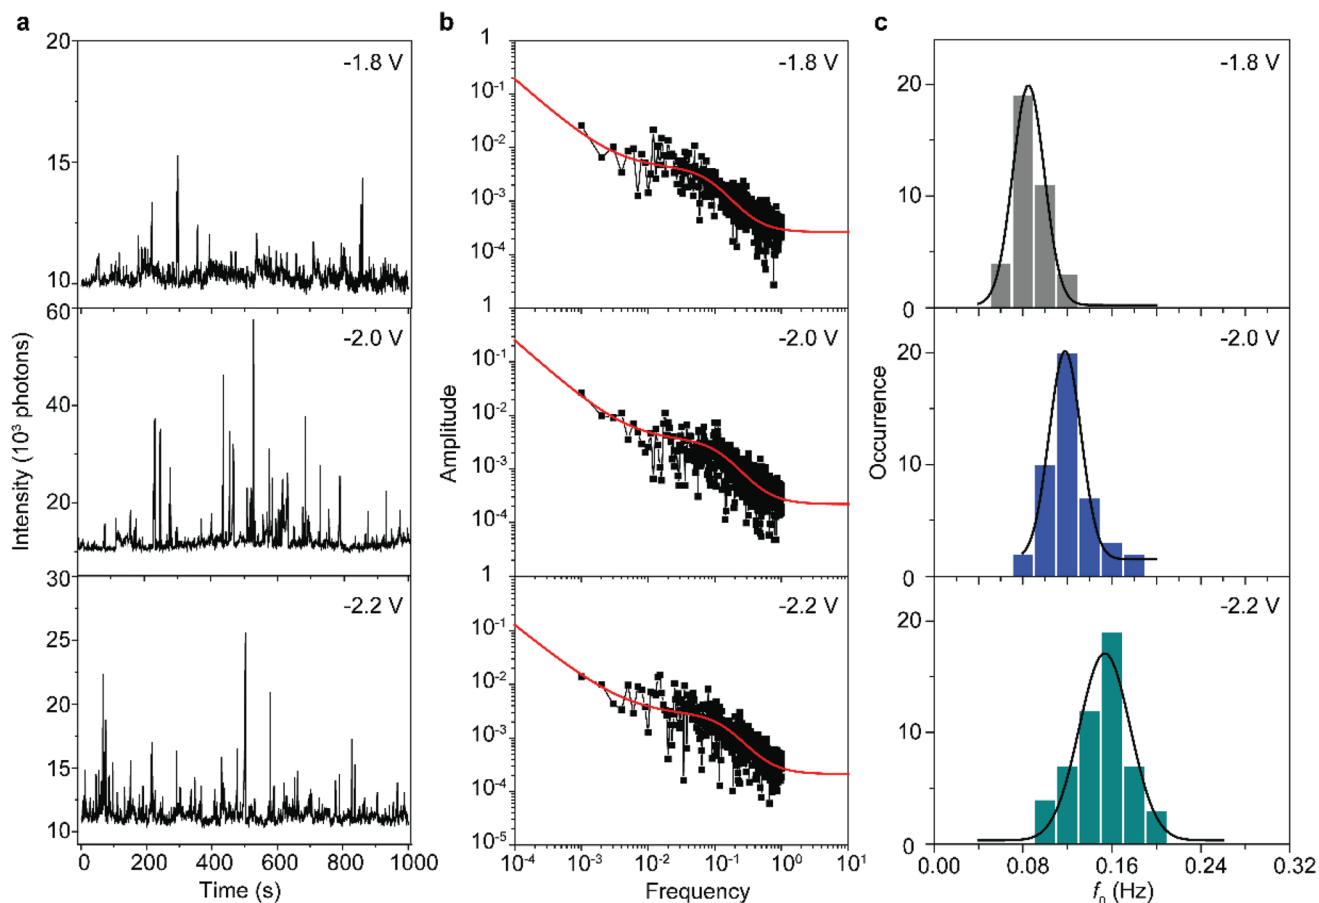 a
b
c
20
15
10
-1.8 V
60
40
20
-2.0 V
30
25
20
15
10
-2.2 V
Intensity (10³ photons)
0 200 400 600 800 1000
Time (s)
1
10⁻¹
10⁻²
10⁻³
10⁻⁴
1
-1.8 V
1
10⁻¹
10⁻²
10⁻³
10⁻⁴
1
-2.0 V
10⁻¹
10⁻²
10⁻³
10⁻⁴
10⁻⁵
-2.2 V
Amplitude
10⁻⁴ 10⁻³ 10⁻² 10⁻¹ 10⁰ 10¹
Frequency
20
10
0
-1.8 V
0
20
10
0
-2.0 V
20
10
0
-2.2 V
Occurrence
0.00 0.08 0.16 0.24 0.32
f₀ (Hz)